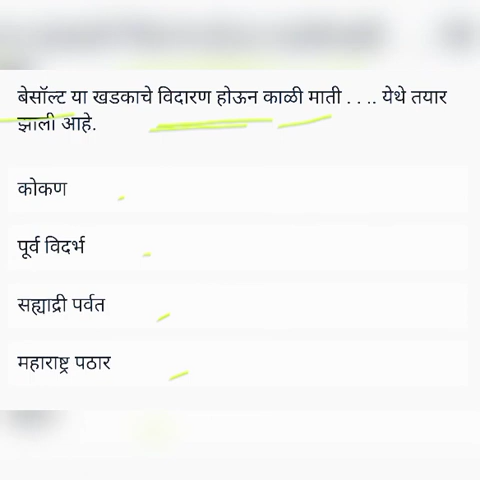 बेसॉल्ट या खडकाचे विदारण होऊन काळी माती . . .. येथे तयार
झाली आहे.
कोकण
पूर्व विदर्भ
सह्याद्री पर्वत
महाराष्ट्र पठार